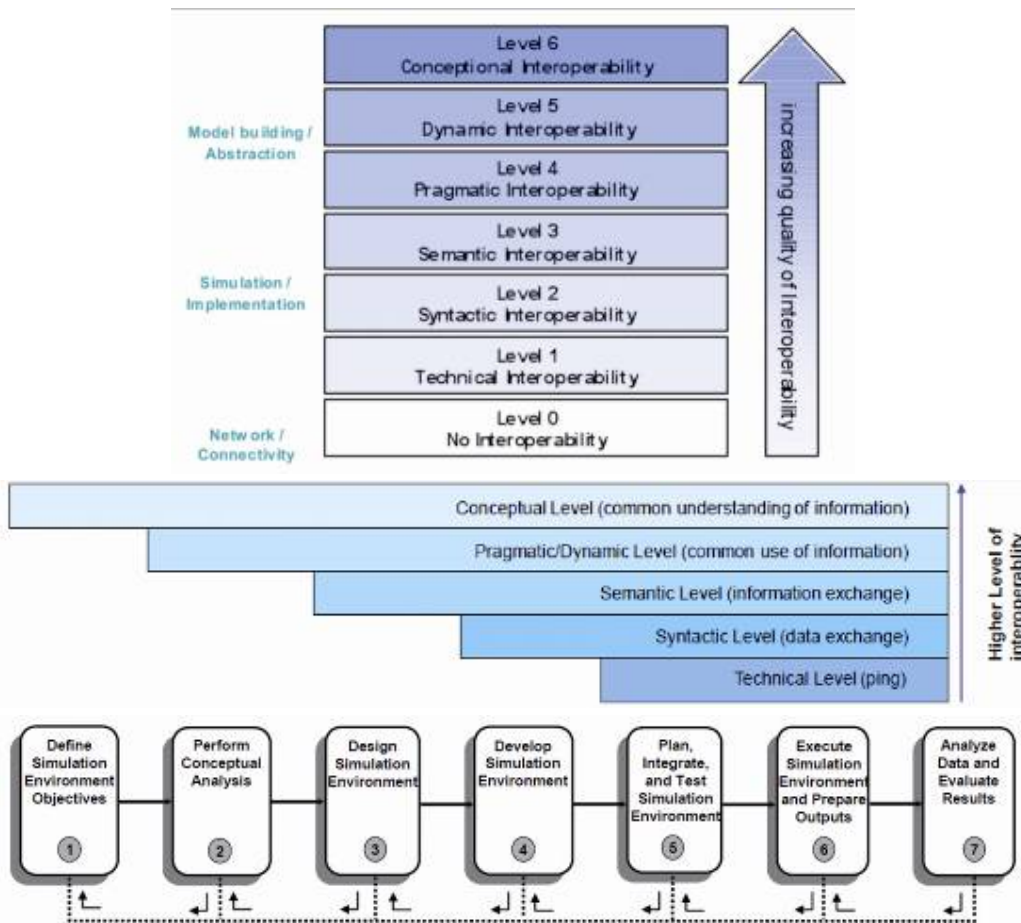 Level 6
Conceptional Interoperability
Level 5
Dynamic Interoperability
Model building /
Abstraction
Level 4
Pragmatic Interoperability
Level 3
Semantic Interoperability
Simulation /
Implementation
Level 2
Syntactic Interoperability
Level 1
Technical Interoperability
Level 0
No Interoperability
Network /
Connectivity
increasing quality of Interoperability
Conceptual Level (common understanding of information)
Pragmatic/Dynamic Level (common use of information)
Semantic Level (information exchange)
Syntactic Level (data exchange)
Technical Level (ping)
Higher Level of
interoperablity
Define
Simulation
Environment
Objectives
1
Perform
Conceptual
Analysis
2
Design
Simulation
Environment
3
Develop
Simulation
Environment
4
Plan,
Integrate,
and Test
Simulation
Environment
5
Execute
Simulation
Environment
and Prepare
Outputs
6
Analyze
Data and
Evaluate
Results
7